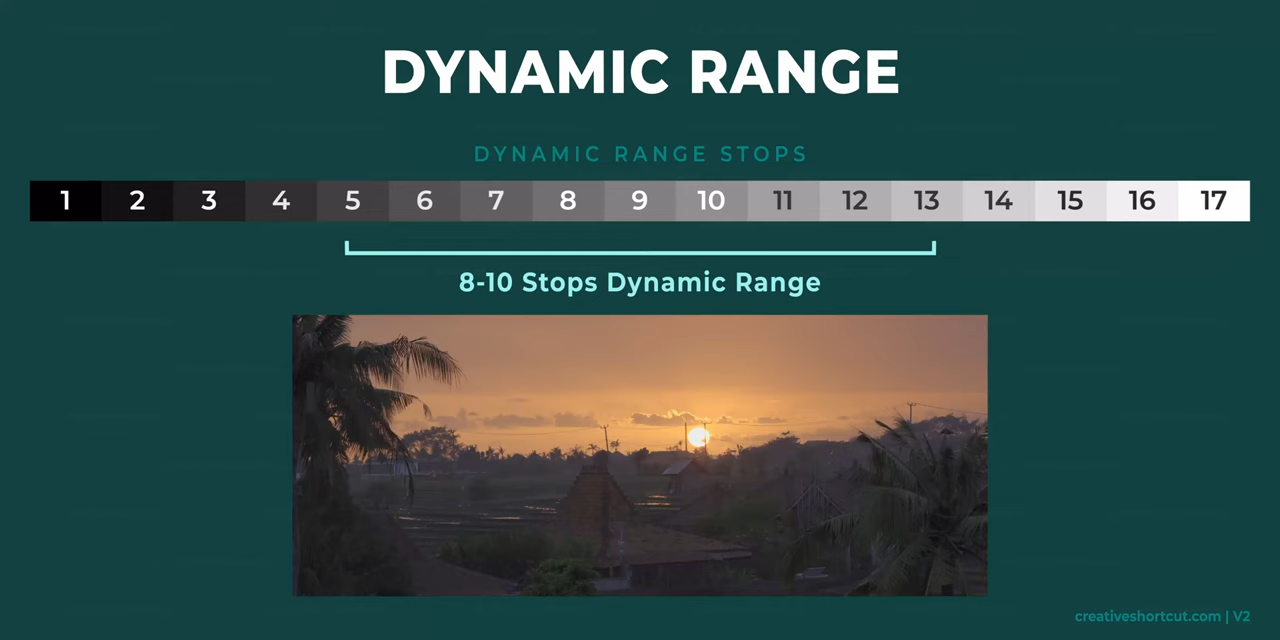 DYNAMIC RANGE
DYNAMIC RANGE STOPS
1 2 3 4 5 6 7 8 9 10 11 12 13 14 15 16 17
8-10 Stops Dynamic Range
creativeshortcut.com | V2